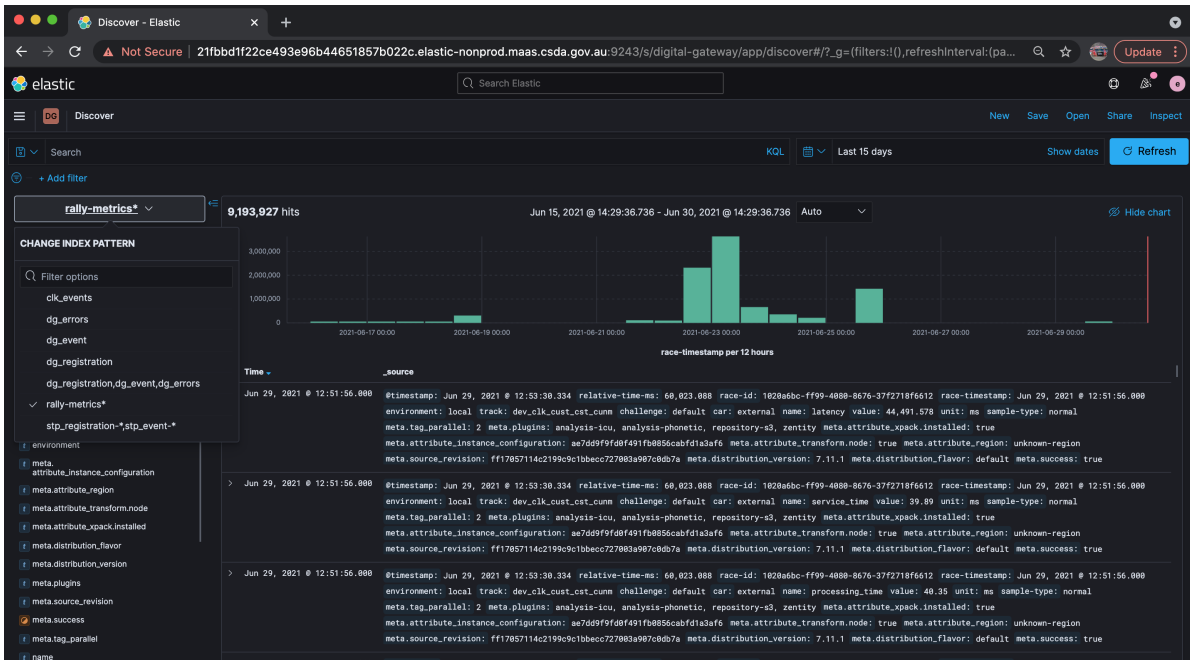 Discover - Elastic
Not Secure | 21fbbd1f22ce493e96b44651857b022c.elastic-nonprod.maas.csda.gov.au:9243/s/digital-gateway/app/discover#/?_g=(filters:!(),refreshInterval:(pa...
Update
elastic
Search Elastic
e
DG
Discover
New Save Open Share Inspect
Search
KQL
Last 15 days
Show dates
Refresh
+ Add filter
rally-metrics*
9,193,927 hits
Jun 15, 2021 @ 14:29:36.736 - Jun 30, 2021 @ 14:29:36.736
Auto
Hide chart
CHANGE INDEX PATTERN
Filter options
clk_events
dg_errors
dg_event
dg_registration
dg_registration,dg_event,dg_errors
rally-metrics*
stp_registration-*,stp_event-*
t environment
t meta.
attribute_instance_configuration
t meta.attribute_region
t meta.attribute_transform.node
t meta.attribute_xpack.installed
t meta.distribution_flavor
t meta.distribution_version
t meta.plugins
t meta.source_revision
meta.success
t meta.tag_parallel
t name
3,000,000
2,000,000
1,000,000
0
2021-06-17 00:00 2021-06-19 00:00 2021-06-21 00:00 2021-06-23 00:00 2021-06-25 00:00 2021-06-27 00:00 2021-06-29 00:00
race-timestamp per 12 hours
Time _source
Jun 29, 2021 @ 12:51:56.000 @timestamp: Jun 29, 2021 @ 12:53:30.334 relative-time-ms: 60,023.088 race-id: 1020a6bc-ff99-4080-8676-37f2718f6612 race-timestamp: Jun 29, 2021 @ 12:51:56.000
environment: local track: dev_clk_cust_cst_cunm challenge: default car: external name: latency value: 44,491.578 unit: ms sample-type: normal
meta.tag_parallel: 2 meta.plugins: analysis-icu, analysis-phonetic, repository-s3, zentity meta.attribute_xpack.installed: true
meta.attribute_instance_configuration: ae7dd9f9fd0f491fb0856cabfd1a3af6 meta.attribute_transform.node: true meta.attribute_region: unknown-region
meta.source_revision: ff17057114c2199c9c1bbecc727003a907c0db7a meta.distribution_version: 7.11.1 meta.distribution_flavor: default meta.success: true
Jun 29, 2021 @ 12:51:56.000 @timestamp: Jun 29, 2021 @ 12:53:30.334 relative-time-ms: 60,023.088 race-id: 1020a6bc-ff99-4080-8676-37f2718f6612 race-timestamp: Jun 29, 2021 @ 12:51:56.000
environment: local track: dev_clk_cust_cst_cunm challenge: default car: external name: service_time value: 39.89 unit: ms sample-type: normal
meta.tag_parallel: 2 meta.plugins: analysis-icu, analysis-phonetic, repository-s3, zentity meta.attribute_xpack.installed: true
meta.attribute_instance_configuration: ae7dd9f9fd0f491fb0856cabfd1a3af6 meta.attribute_transform.node: true meta.attribute_region: unknown-region
meta.source_revision: ff17057114c2199c9c1bbecc727003a907c0db7a meta.distribution_version: 7.11.1 meta.distribution_flavor: default meta.success: true
Jun 29, 2021 @ 12:51:56.000 @timestamp: Jun 29, 2021 @ 12:53:30.334 relative-time-ms: 60,023.088 race-id: 1020a6bc-ff99-4080-8676-37f2718f6612 race-timestamp: Jun 29, 2021 @ 12:51:56.000
environment: local track: dev_clk_cust_cst_cunm challenge: default car: external name: processing_time value: 40.35 unit: ms sample-type: normal
meta.tag_parallel: 2 meta.plugins: analysis-icu, analysis-phonetic, repository-s3, zentity meta.attribute_xpack.installed: true
meta.attribute_instance_configuration: ae7dd9f9fd0f491fb0856cabfd1a3af6 meta.attribute_transform.node: true meta.attribute_region: unknown-region
meta.source_revision: ff17057114c2199c9c1bbecc727003a907c0db7a meta.distribution_version: 7.11.1 meta.distribution_flavor: default meta.success: true